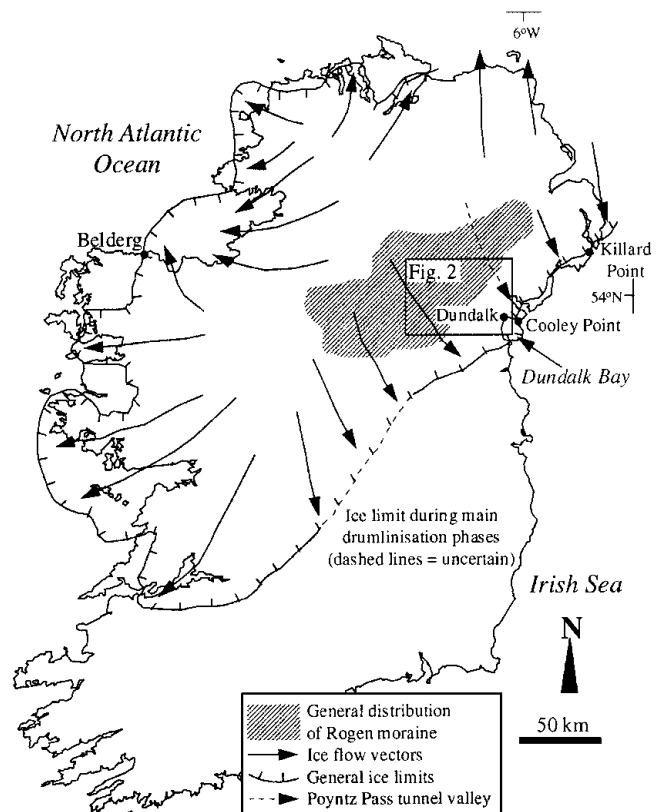 6°W
North Atlantic
Ocean
Belderg
Killard
Point
Fig. 2
54°N
Dundalk
Cooley Point
Dundalk Bay
Ice limit during main
drumlinisation phases
(dashed lines = uncertain)
Irish Sea
N
50 km
General distribution
of Rogen moraine
Ice flow vectors
General ice limits
Poyntz Pass tunnel valley